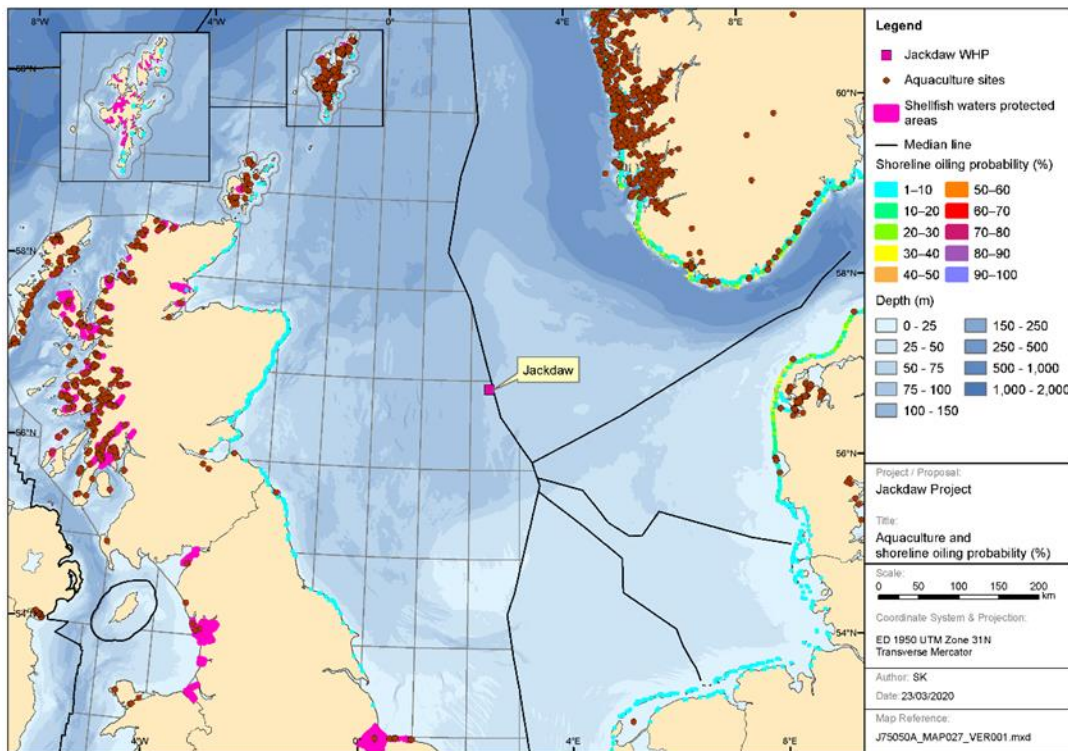 8°W
4°W
0°
4°E
8°E
60°N
60°N
58°N
58°N
Jackdaw
56°N
56°N
54°N
54°N
4°W
0°
4°E
8°E
Legend
Jackdaw WHP
Aquaculture sites
Shellfish waters protected
areas
Median line
Shoreline oiling probability (%)
1–10
50–60
10–20
60–70
20–30
70–80
30–40
80–90
40–50
90–100
Depth (m)
0 - 25
150 - 250
25 - 50
250 - 500
50 - 75
500 - 1,000
75 - 100
1,000 - 2,000
100 - 150
Project / Proposal:
Jackdaw Project
Title:
Aquaculture and
shoreline oiling probability (%)
Scale:
0 50 100 150 200
km
Coordinate System & Projection:
ED 1950 UTM Zone 31N
Transverse Mercator
Author: SK
Date: 23/03/2020
Map Reference:
J75050A_MAP027_VER001.mxd